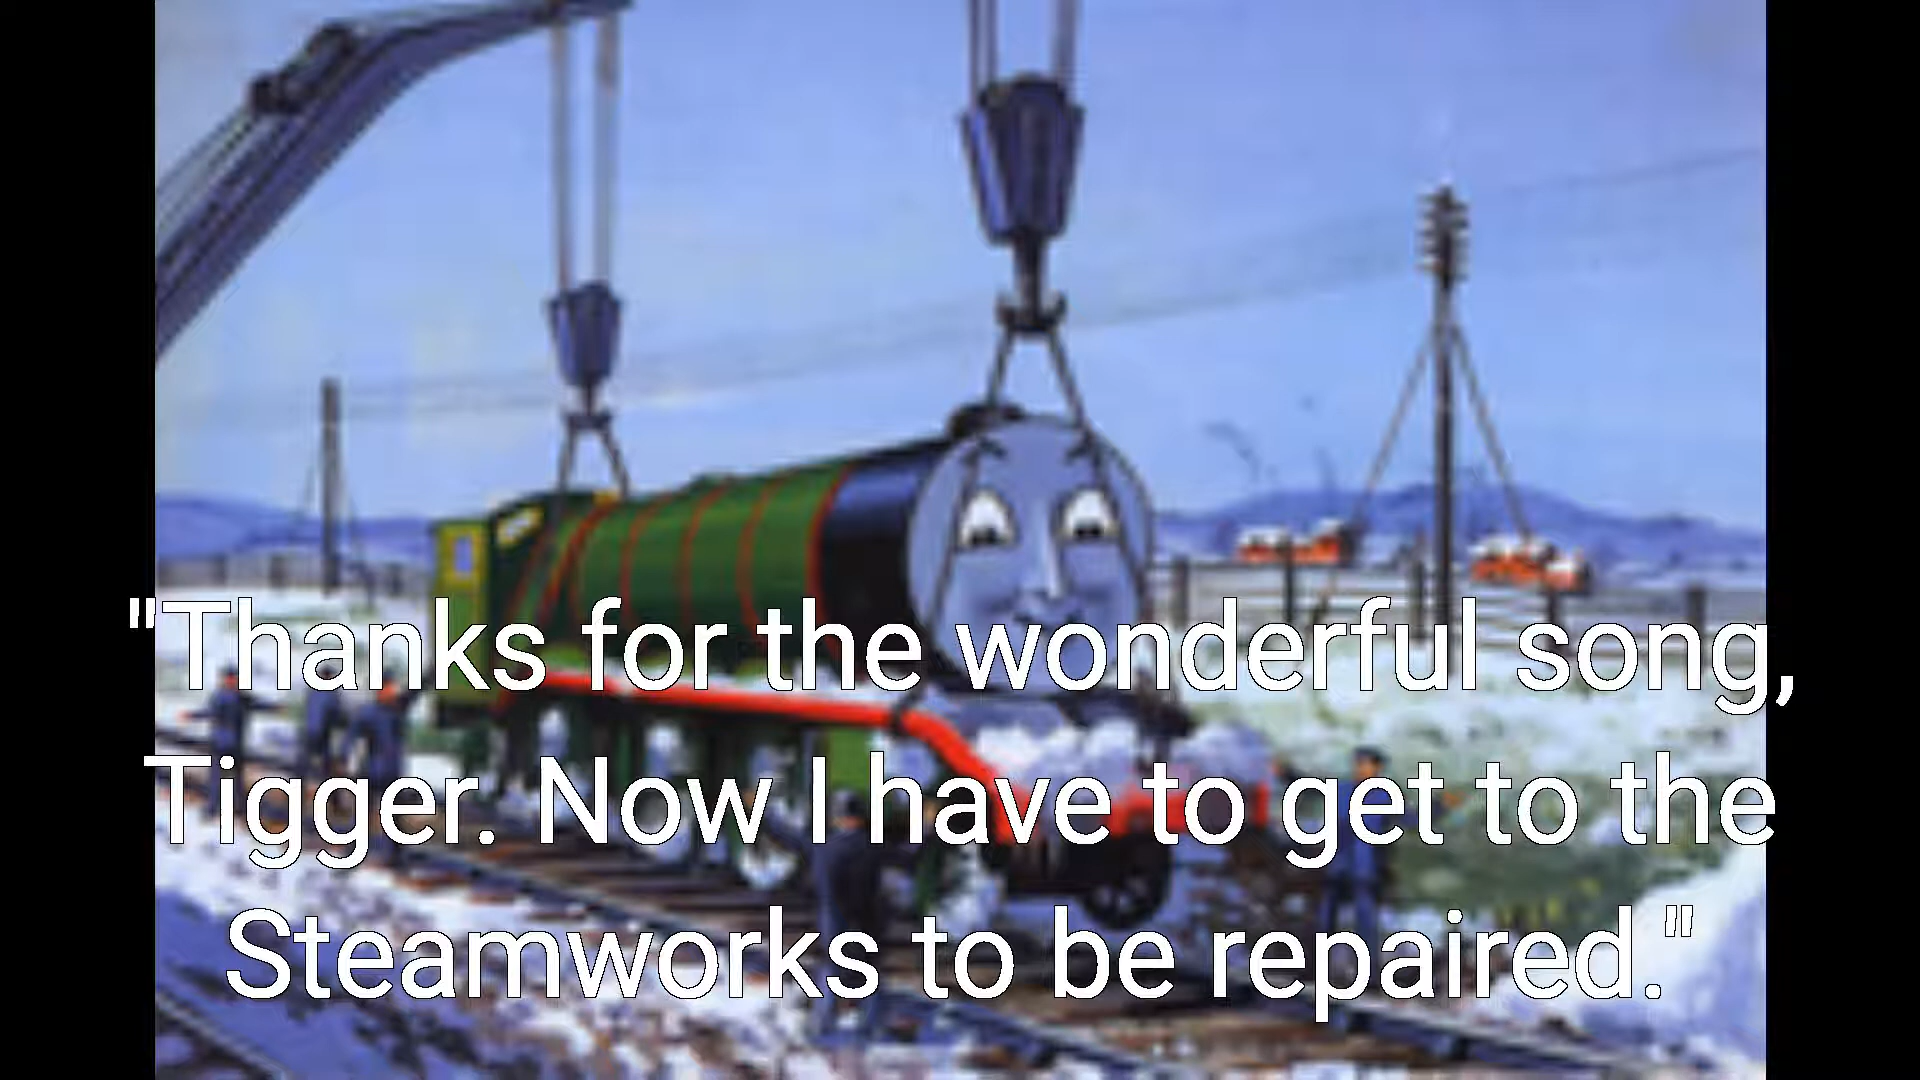 "Thanks for the wonderful song,
Tigger. Now I have to get to the
Steamworks to be repaired."